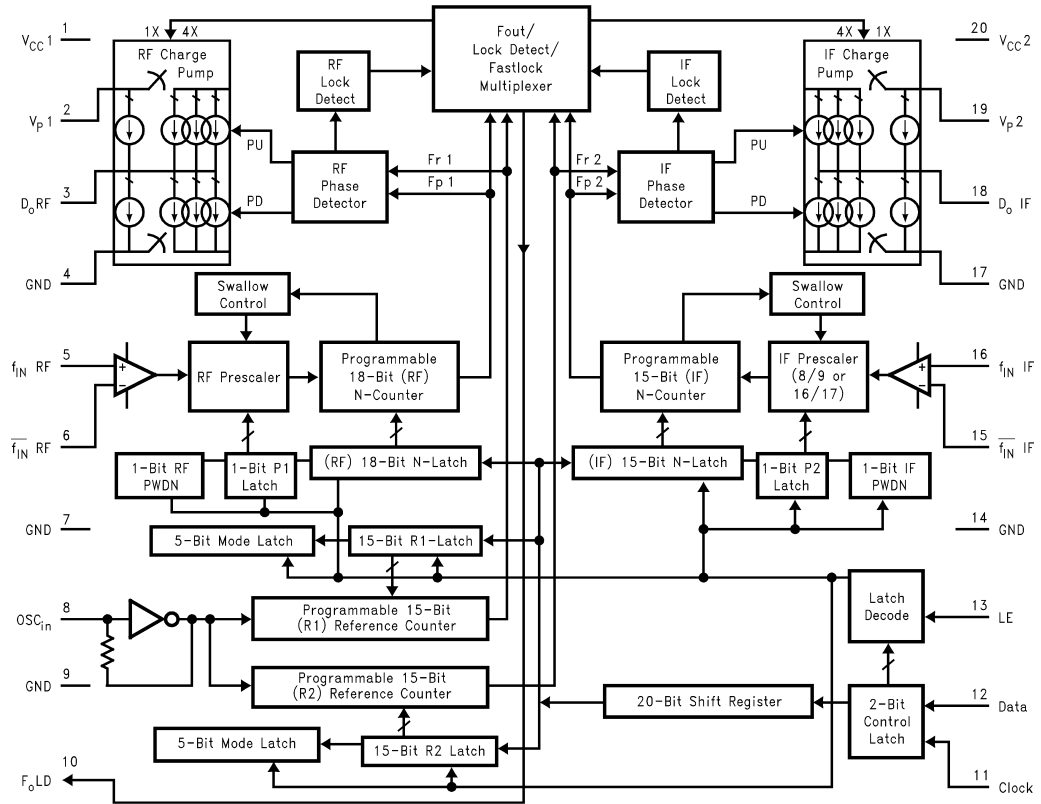 1
V_CC 1
2
V_P 1
3
D_o RF
4
GND
5
f_IN RF
6
f̅_I̅N̅ RF
7
GND
8
OSC_in
9
GND
10
F_oLD
20
V_CC 2
19
V_P 2
18
D_o IF
17
GND
16
f_IN IF
15
f̅_I̅N̅ IF
14
GND
13
LE
12
Data
11
Clock
1X 4X
RF Charge
Pump
PU
PD
RF
Lock
Detect
RF
Phase
Detector
Fout/
Lock Detect/
Fastlock
Multiplexer
Fr 1
Fp 1
Fr 2
Fp 2
IF
Lock
Detect
IF
Phase
Detector
PU
PD
4X 1X
IF Charge
Pump
Swallow
Control
+
−
RF Prescaler
Programmable
18-Bit (RF)
N-Counter
Programmable
15-Bit (IF)
N-Counter
Swallow
Control
IF Prescaler
(8/9 or
16/17)
+
−
1-Bit RF
PWDN
1-Bit P1
Latch
(RF) 18-Bit N-Latch
(IF) 15-Bit N-Latch
1-Bit P2
Latch
1-Bit IF
PWDN
5-Bit Mode Latch
15-Bit R1-Latch
Programmable 15-Bit
(R1) Reference Counter
Programmable 15-Bit
(R2) Reference Counter
5-Bit Mode Latch
15-Bit R2 Latch
20-Bit Shift Register
Latch
Decode
2-Bit
Control
Latch